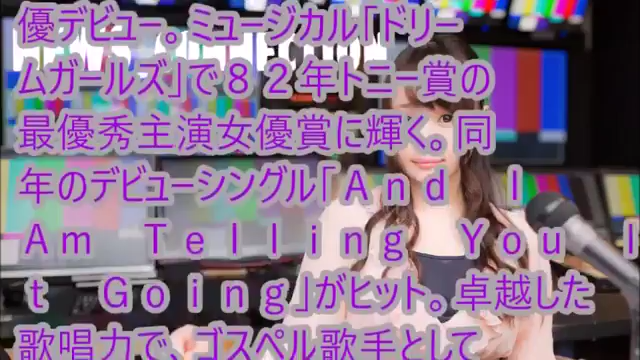 優デビュー。ミュージカル「ドリー
ムガールズ」で８２年トニー賞の
最優秀主演女優賞に輝く。同
年のデビューシングル「Ａｎｄ　Ｉ
Ａｍ　Ｔｅｌｌｉｎｇ　Ｙｏｕ　Ｉ
ｔ　Ｇｏｉｎｇ」がヒット。卓越した
歌唱力で、ゴスペル歌手として